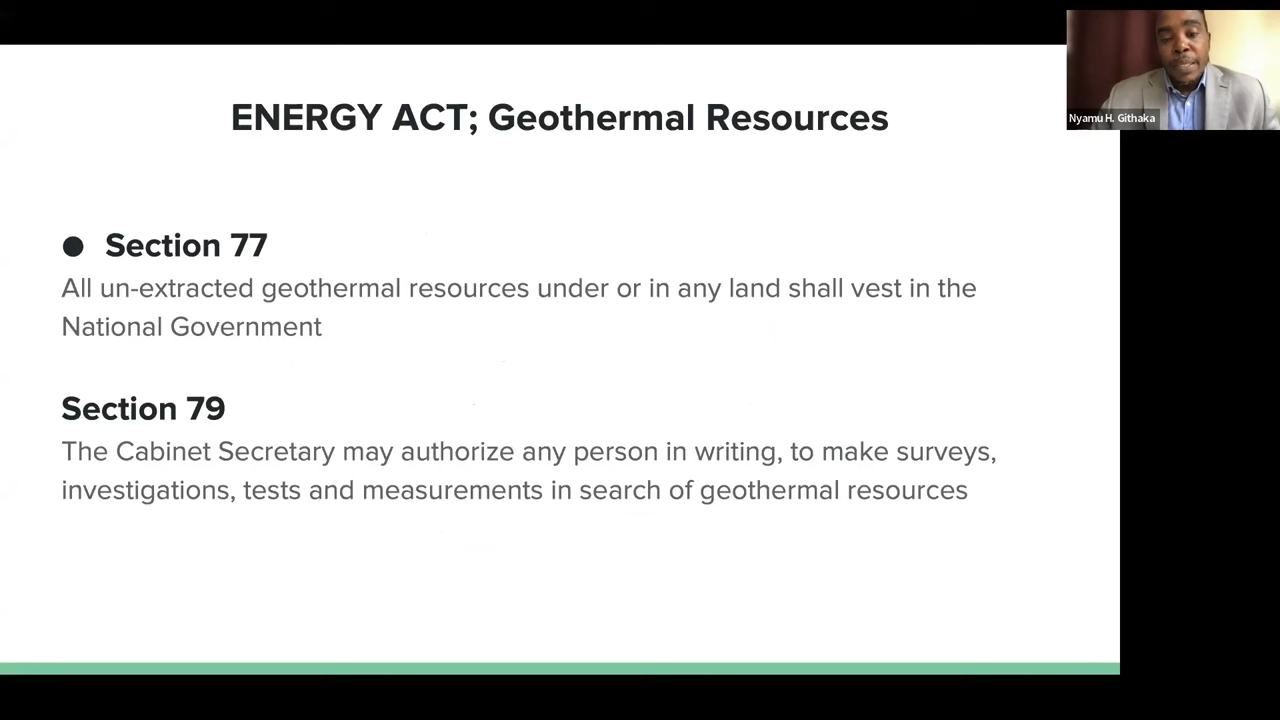 ENERGY ACT; Geothermal Resources
Nyamu H. Githaka
● Section 77
All un-extracted geothermal resources under or in any land shall vest in the
National Government
Section 79
The Cabinet Secretary may authorize any person in writing, to make surveys,
investigations, tests and measurements in search of geothermal resources